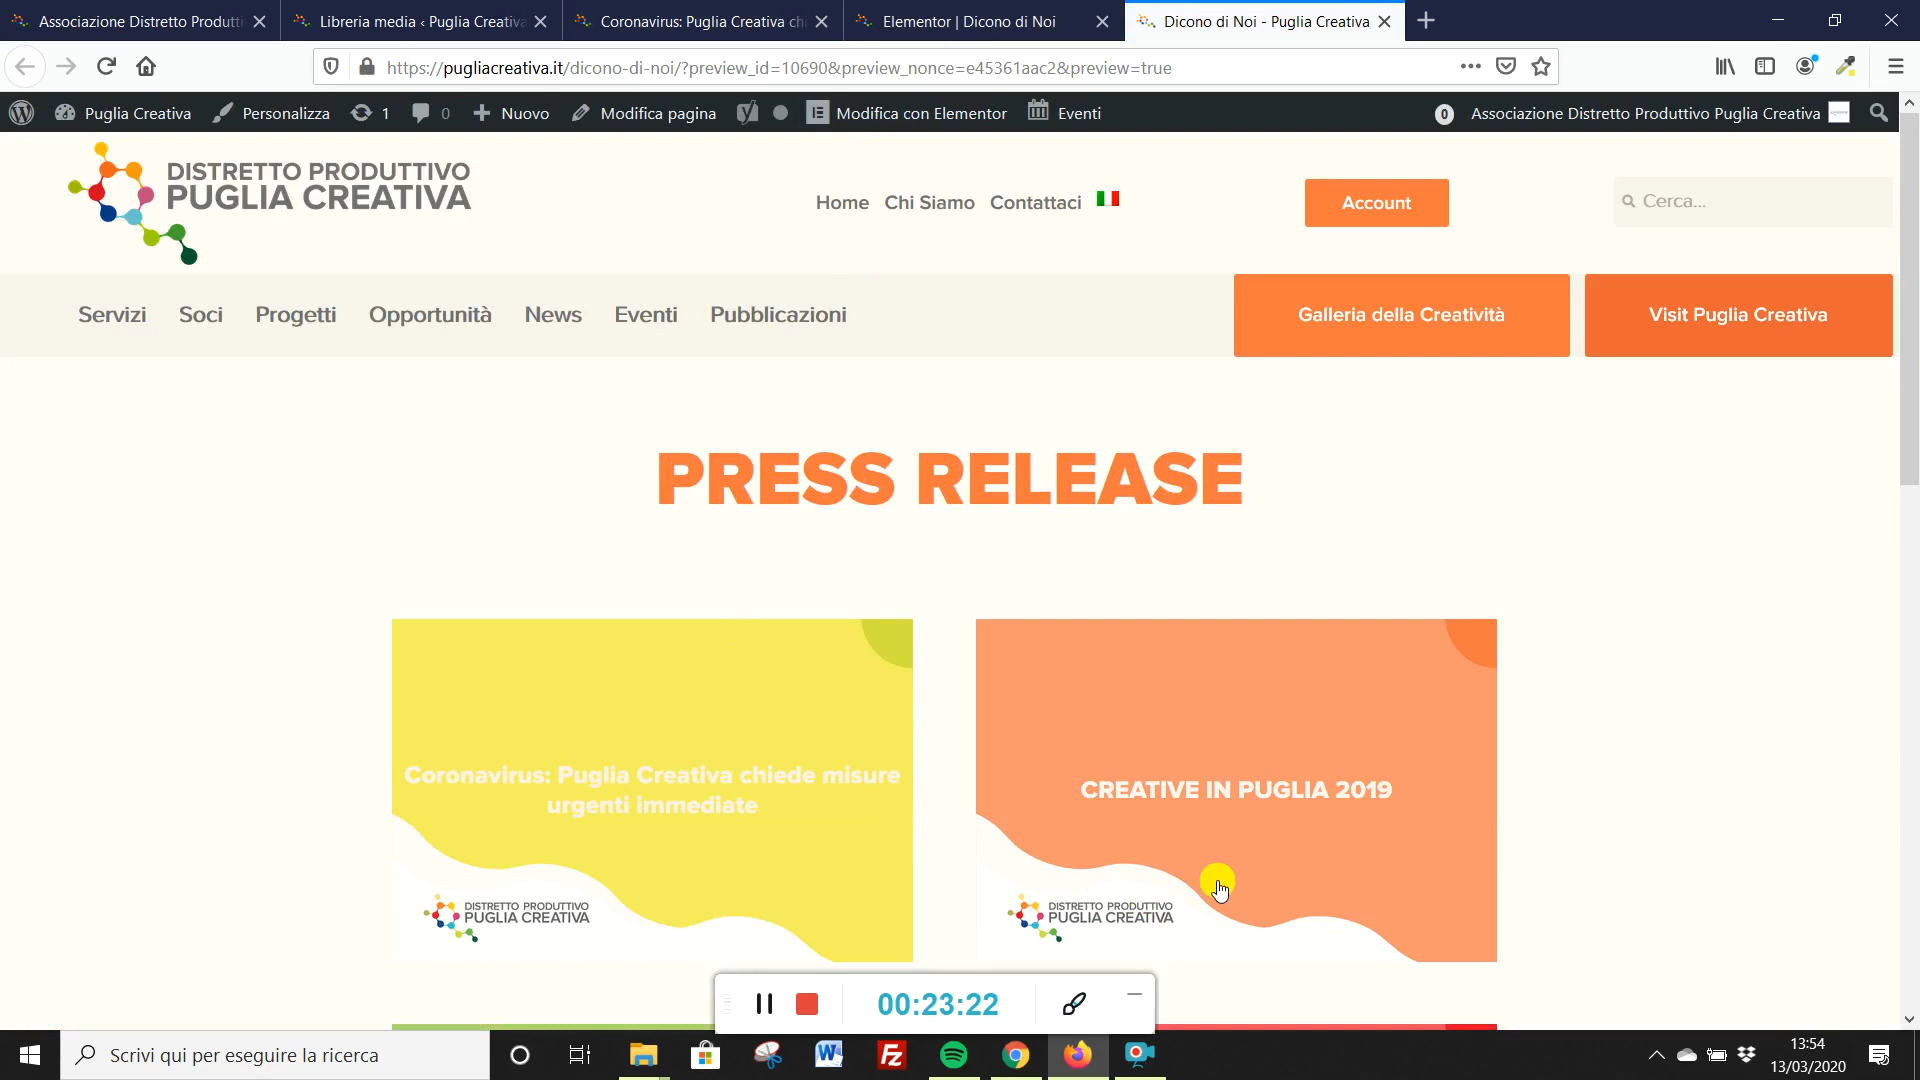 Associazione Distretto Produtti
Libreria media ‹ Puglia Creativa
Coronavirus: Puglia Creativa chi
Elementor | Dicono di Noi
Dicono di Noi - Puglia Creativa
https://pugliacreativa.it/dicono-di-noi/?preview_id=10690&preview_nonce=e45361aac2&preview=true
Puglia Creativa
Personalizza
1
0
Nuovo
Modifica pagina
Modifica con Elementor
Eventi
0
Associazione Distretto Produttivo Puglia Creativa
DISTRETTO PRODUTTIVO
PUGLIA CREATIVA
Home
Chi Siamo
Contattaci
Account
Cerca...
Servizi
Soci
Progetti
Opportunità
News
Eventi
Pubblicazioni
Galleria della Creatività
Visit Puglia Creativa
PRESS RELEASE
Coronavirus: Puglia Creativa chiede misure
urgenti immediate
DISTRETTO PRODUTTIVO
PUGLIA CREATIVA
CREATIVE IN PUGLIA 2019
DISTRETTO PRODUTTIVO
PUGLIA CREATIVA
00:23:22
Scrivi qui per eseguire la ricerca
13:54
13/03/2020